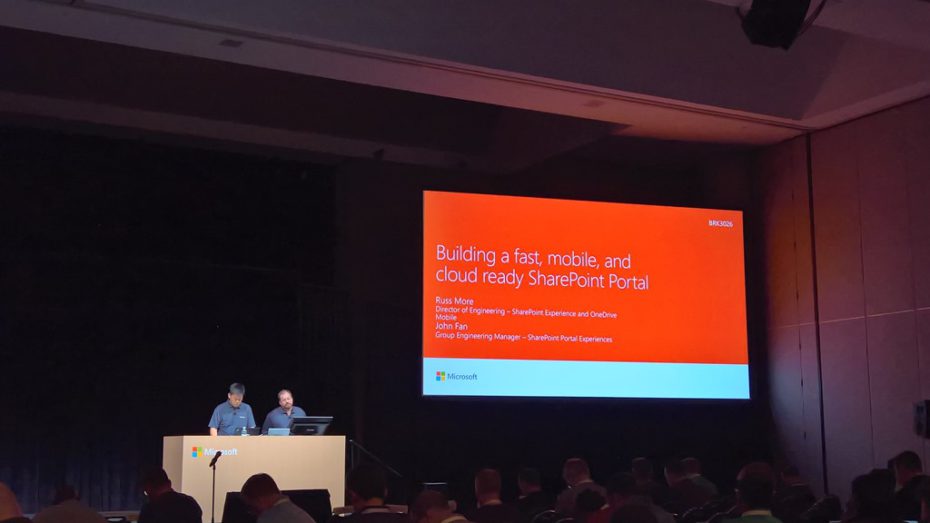 BRK3026
Building a fast, mobile, and
cloud ready SharePoint Portal
Russ More
Director of Engineering – SharePoint Experience and OneDrive
Mobile
John Fan
Group Engineering Manager – SharePoint Portal Experiences
Microsoft
Microsoft